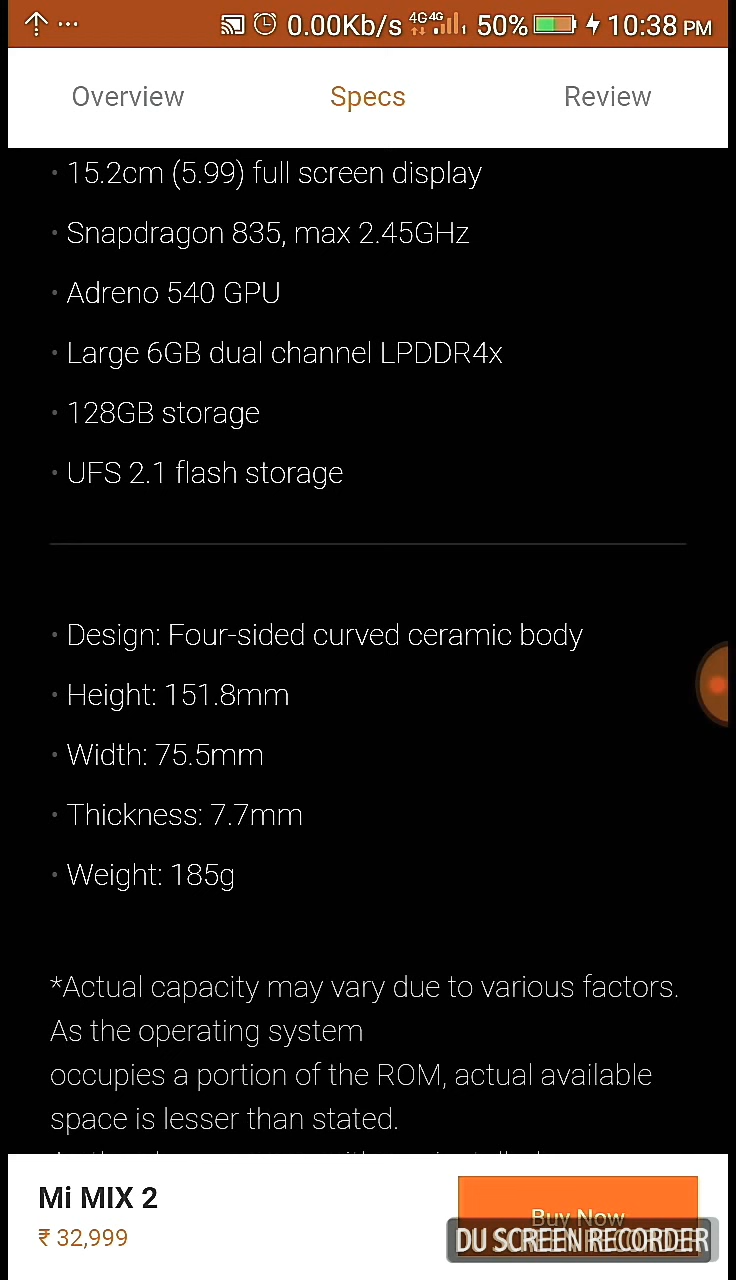 0.00Kb/s 4G 4G 50% 10:38 PM
Overview Specs Review
· 15.2cm (5.99) full screen display
· Snapdragon 835, max 2.45GHz
· Adreno 540 GPU
· Large 6GB dual channel LPDDR4x
· 128GB storage
· UFS 2.1 flash storage
· Design: Four-sided curved ceramic body
· Height: 151.8mm
· Width: 75.5mm
· Thickness: 7.7mm
· Weight: 185g
*Actual capacity may vary due to various factors.
As the operating system
occupies a portion of the ROM, actual available
space is lesser than stated.
Mi MIX 2
₹ 32,999
Buy Now
DU SCREEN RECORDER